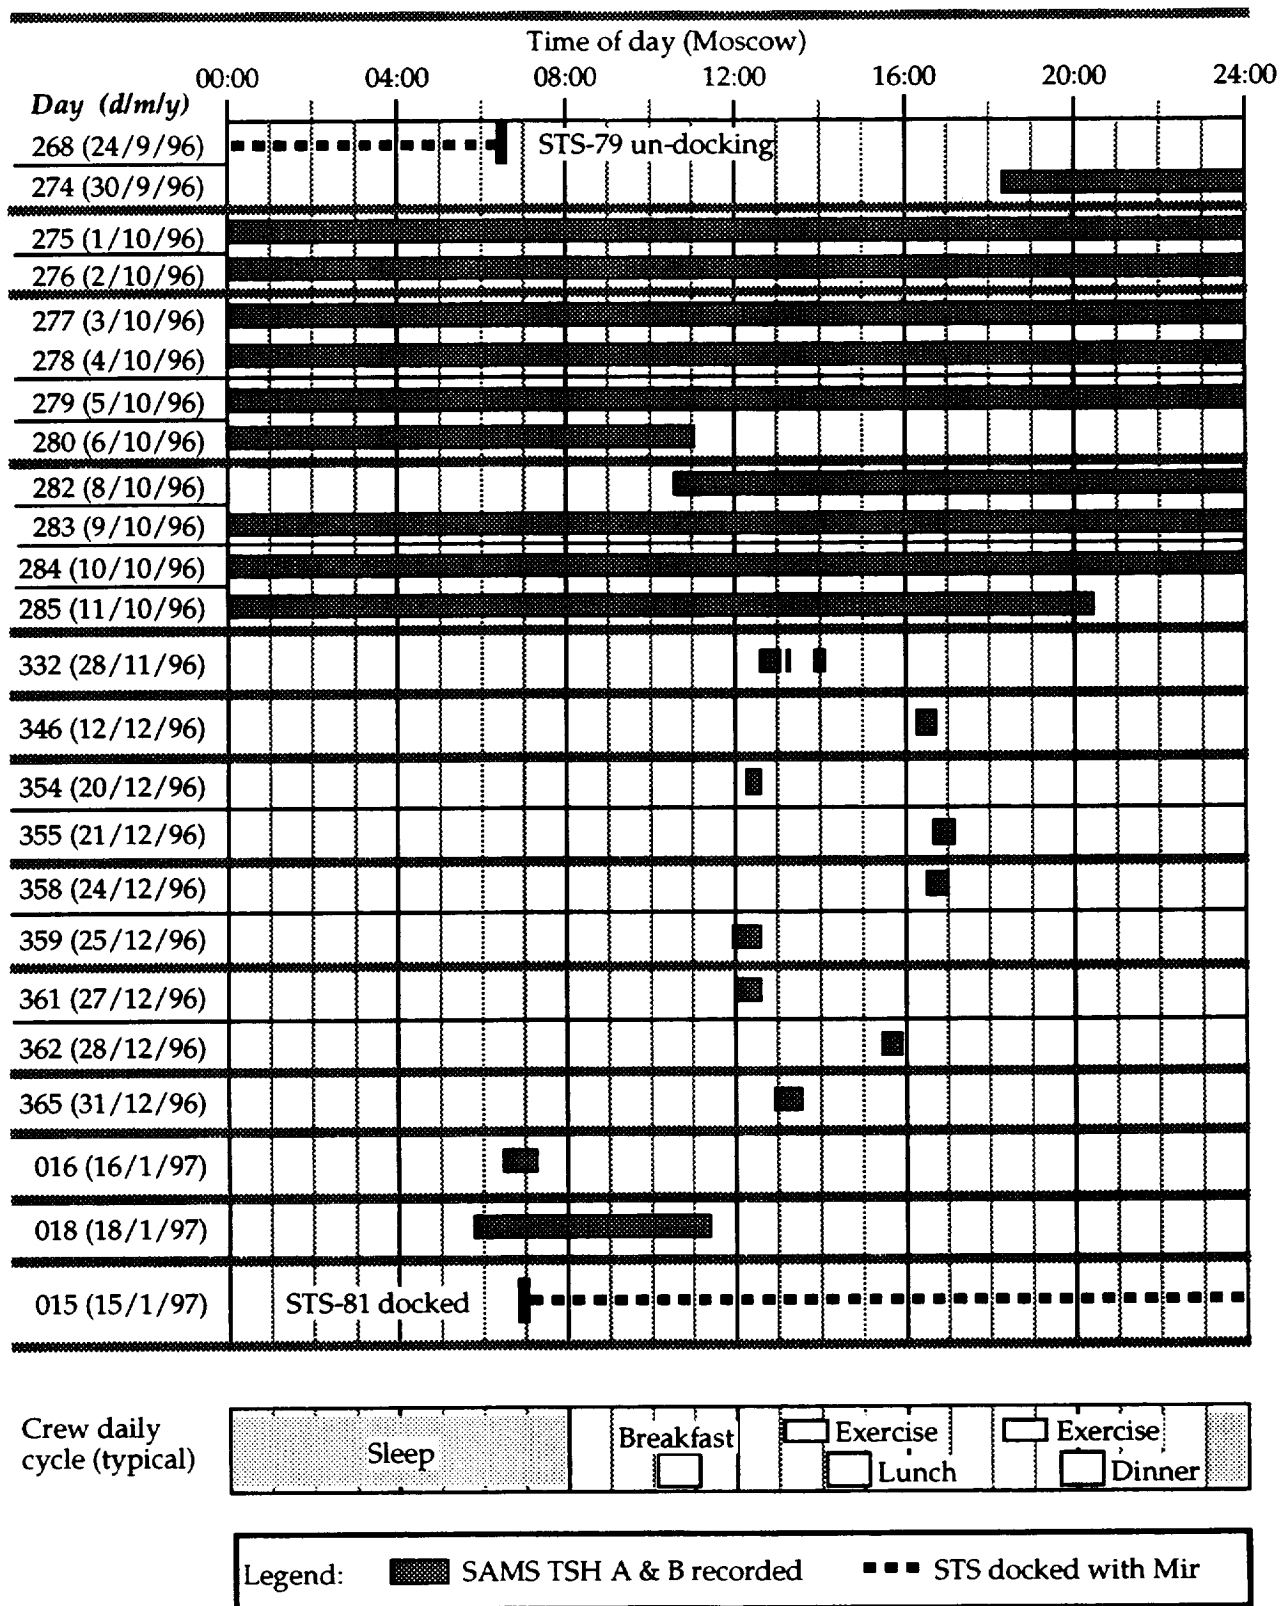 Time of day (Moscow)
00:00 04:00 08:00 12:00 16:00 20:00 24:00
Day (d/m/y)
268 (24/9/96) STS-79 un-docking
274 (30/9/96)
275 (1/10/96)
276 (2/10/96)
277 (3/10/96)
278 (4/10/96)
279 (5/10/96)
280 (6/10/96)
282 (8/10/96)
283 (9/10/96)
284 (10/10/96)
285 (11/10/96)
332 (28/11/96)
346 (12/12/96)
354 (20/12/96)
355 (21/12/96)
358 (24/12/96)
359 (25/12/96)
361 (27/12/96)
362 (28/12/96)
365 (31/12/96)
016 (16/1/97)
018 (18/1/97)
015 (15/1/97) STS-81 docked
Crew daily
cycle (typical)
Sleep
Breakfast
Exercise
Lunch
Exercise
Dinner
Legend: SAMS TSH A & B recorded STS docked with Mir